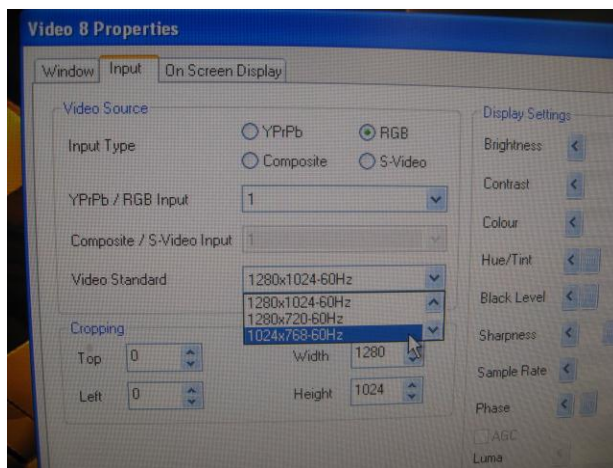 Video 8 Properties
Window Input On Screen Display
Video Source
Input Type
YPrPb RGB
Composite S-Video
YPrPb / RGB Input 1
Composite / S-Video Input 1
Video Standard 1280x1024-60Hz
1280x1024-60Hz
1280x720-60Hz
1024x768-60Hz
Cropping
Top 0 Width 1280
Left 0 Height 1024
Display Settings
Brightness
Contrast
Colour
Hue/Tint
Black Level
Sharpness
Sample Rate
Phase
AGC
Luma